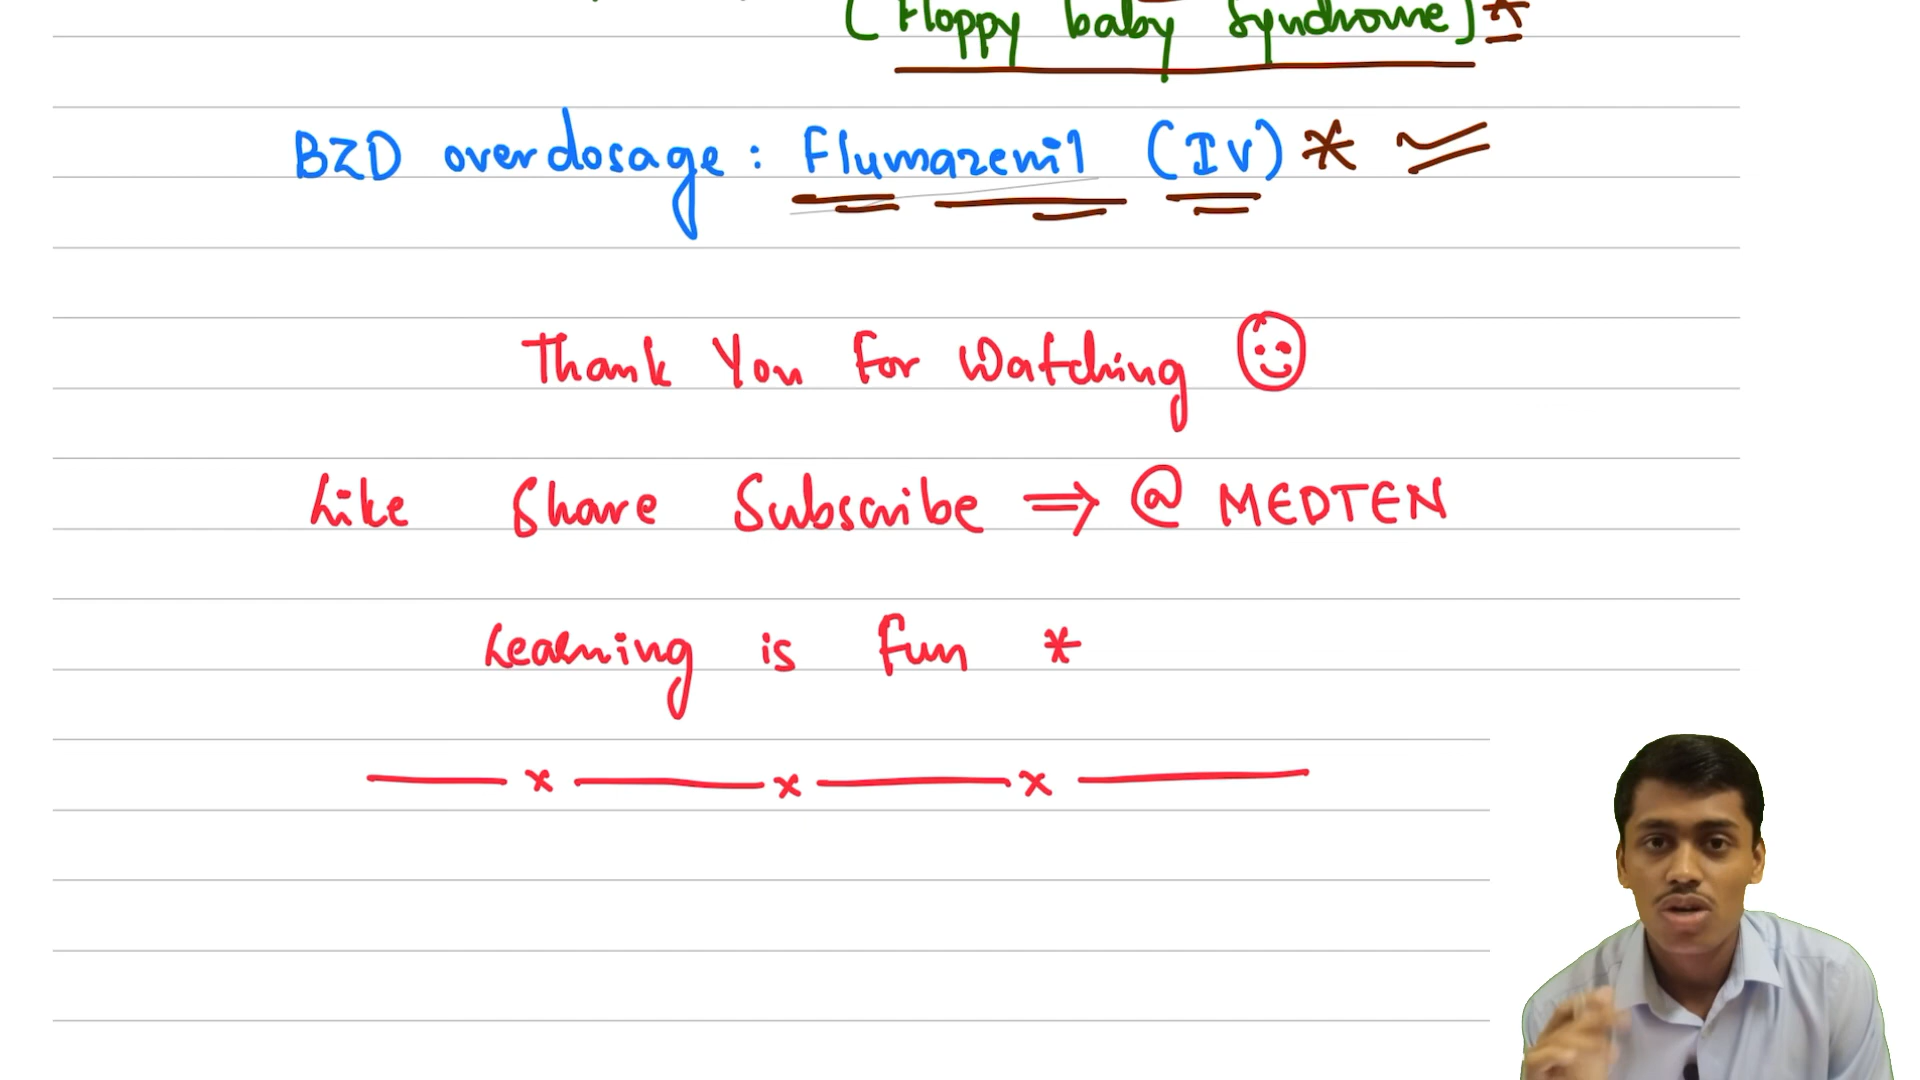 (Floppy baby Syndrome) *
BZD overdosage : Flumazenil (IV) *
Thank You For Watching
Like Share Subscribe ⇒ @ MEDTEN
Learning is Fun *
x x x